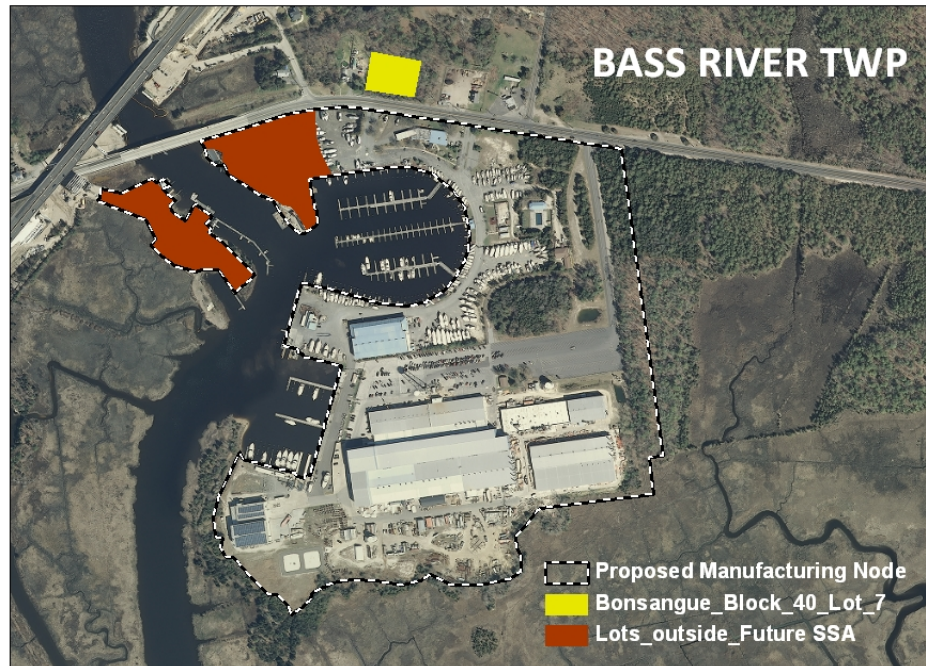 BASS RIVER TWP
Proposed Manufacturing Node
Bonsangue_Block_40_Lot_7
Lots_outside_Future SSA